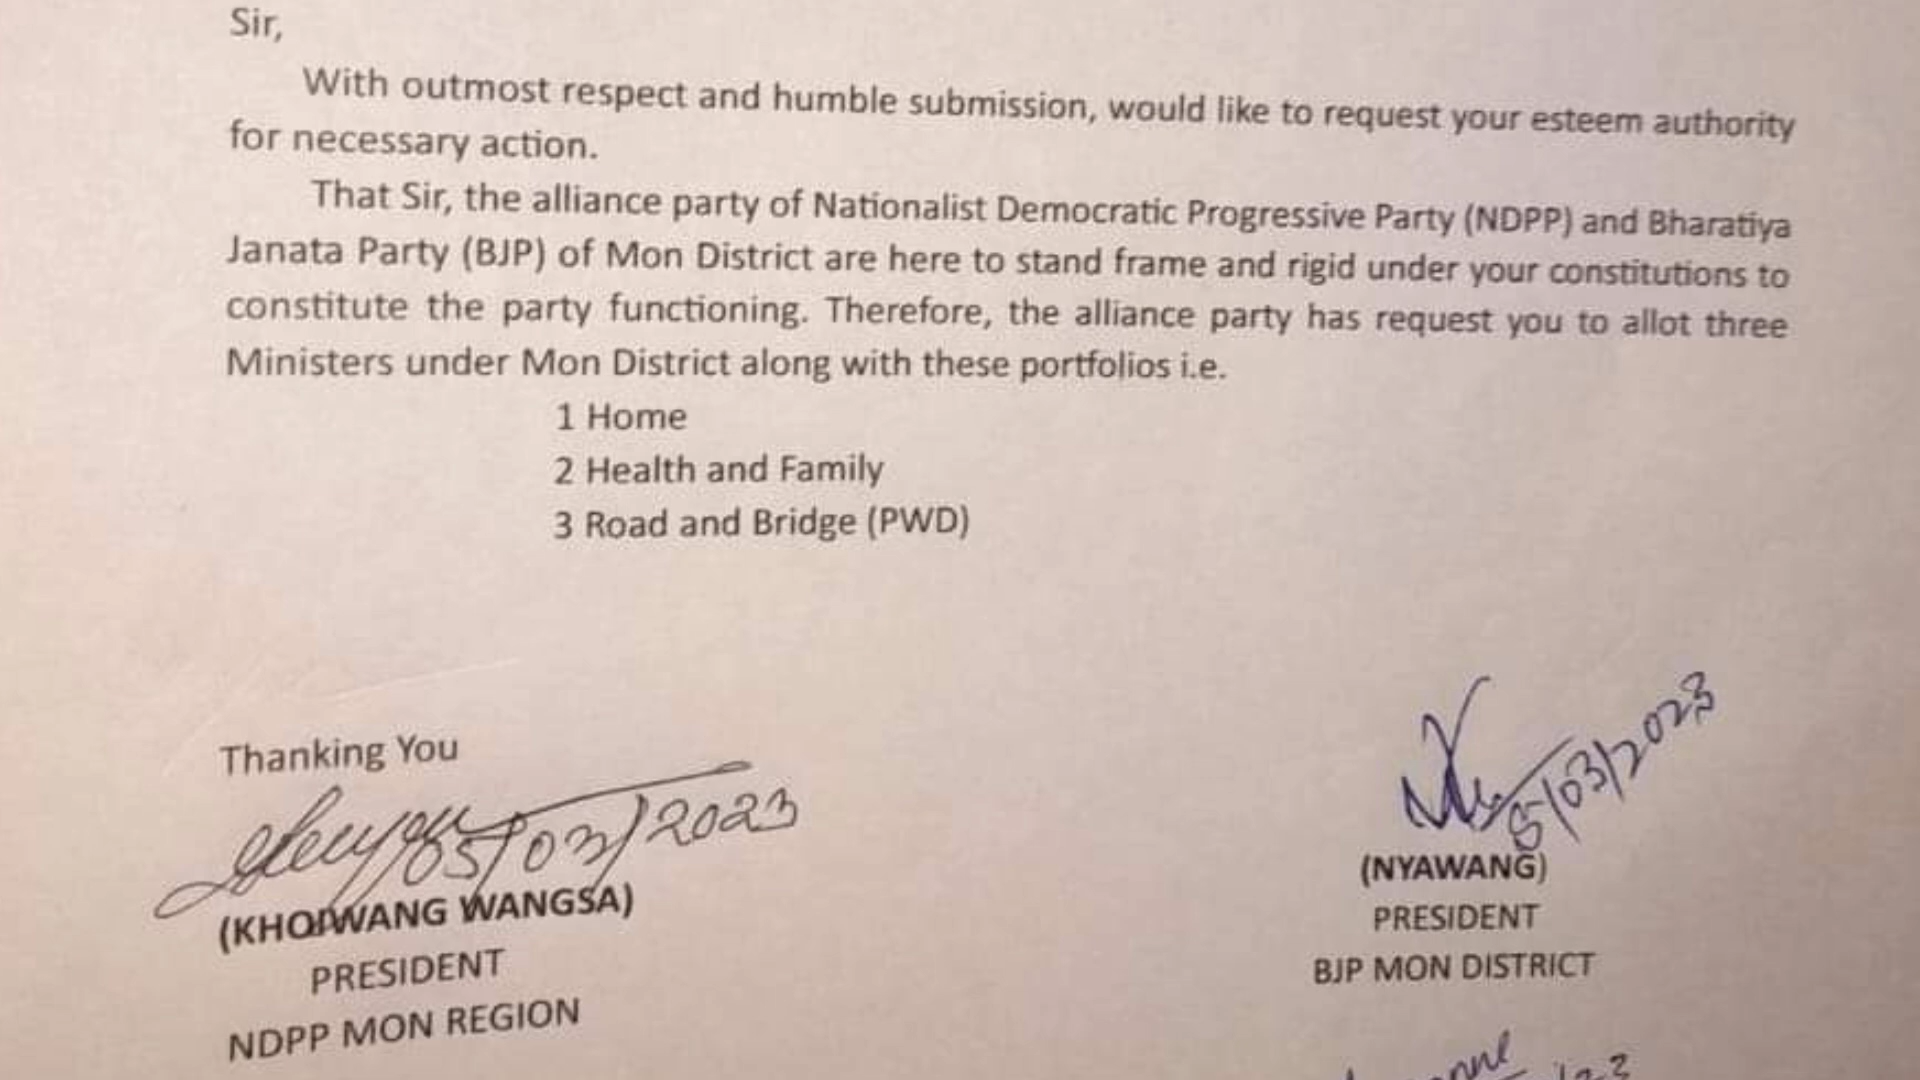 Sir,
With outmost respect and humble submission, would like to request your esteem authority
for necessary action.
That Sir, the alliance party of Nationalist Democratic Progressive Party (NDPP) and Bharatiya
Janata Party (BJP) of Mon District are here to stand frame and rigid under your constitutions to
constitute the party functioning. Therefore, the alliance party has request you to allot three
Ministers under Mon District along with these portfolios i.e.
1 Home
2 Health and Family
3 Road and Bridge (PWD)
Thanking You
05/03/2023
5/03/2023
(KHOIWANG WANGSA)
(NYAWANG)
PRESIDENT
PRESIDENT
NDPP MON REGION
BJP MON DISTRICT